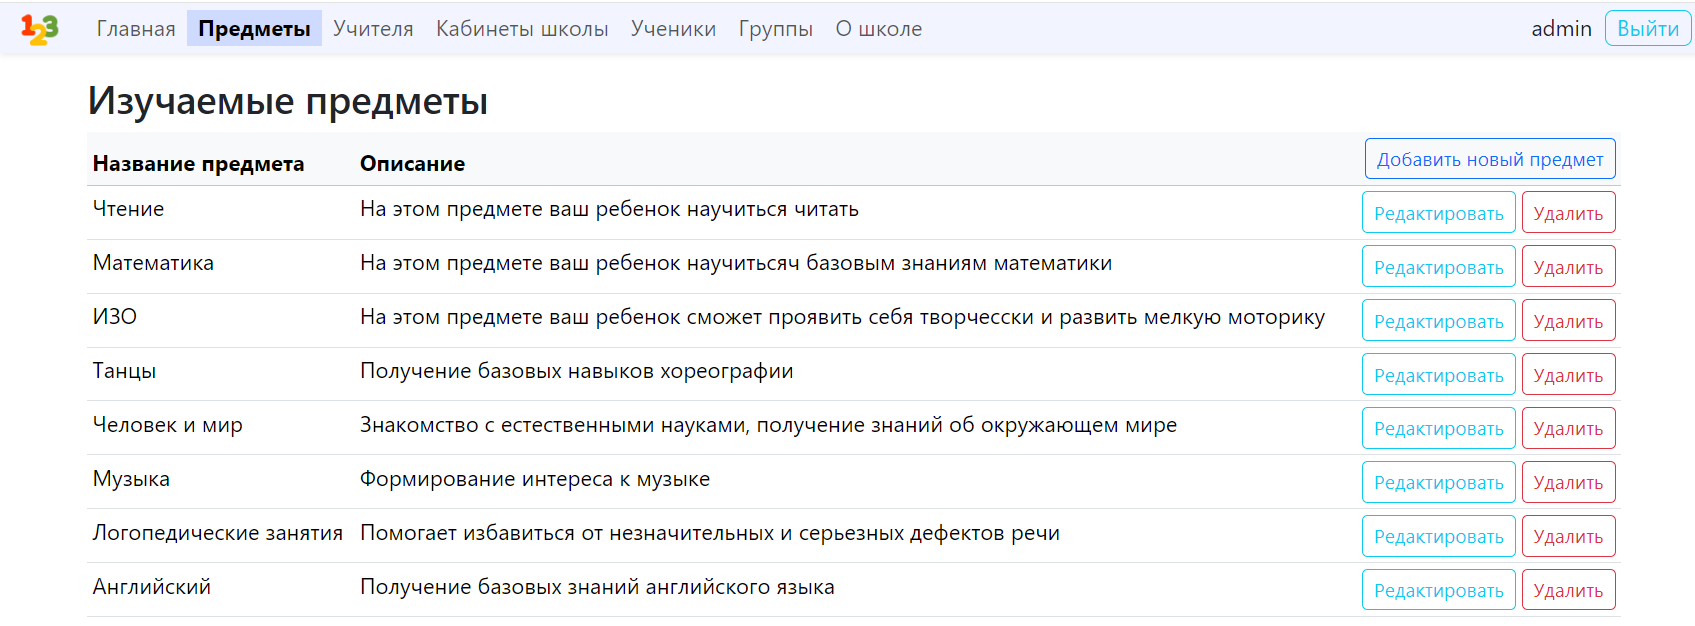 123 Главная Предметы Учителя Кабинеты школы Ученики Группы О школе admin Выйти
Изучаемые предметы
Название предмета Описание Добавить новый предмет
Чтение На этом предмете ваш ребенок научиться читать Редактировать Удалить
Математика На этом предмете ваш ребенок научитьсяч базовым знаниям математики Редактировать Удалить
ИЗО На этом предмете ваш ребенок сможет проявить себя творчесски и развить мелкую моторику Редактировать Удалить
Танцы Получение базовых навыков хореографии Редактировать Удалить
Человек и мир Знакомство с естественными науками, получение знаний об окружающем мире Редактировать Удалить
Музыка Формирование интереса к музыке Редактировать Удалить
Логопедические занятия Помогает избавиться от незначительных и серьезных дефектов речи Редактировать Удалить
Английский Получение базовых знаний английского языка Редактировать Удалить